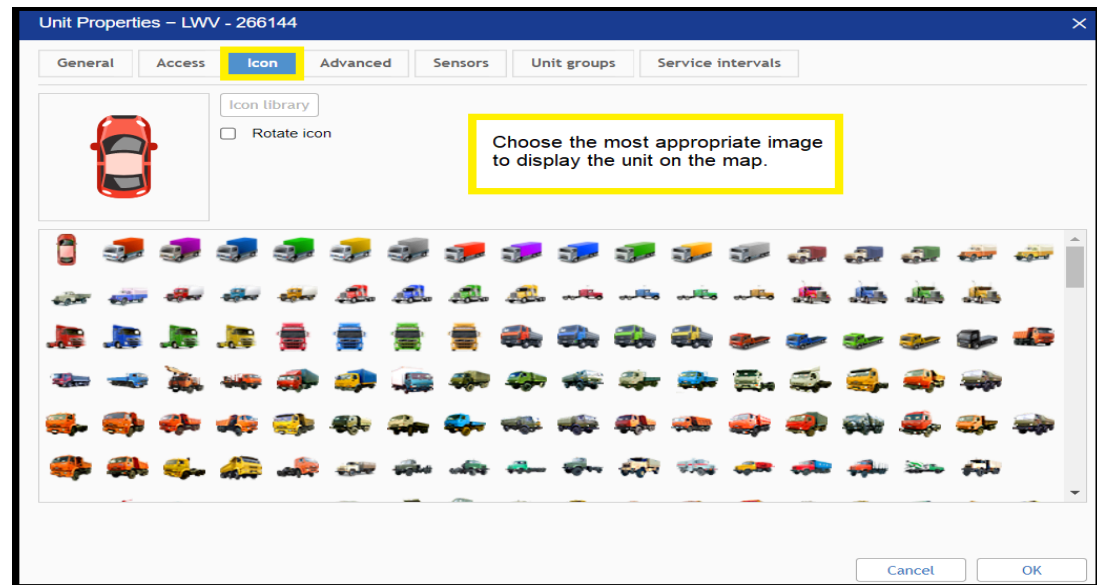 Unit Properties – LWV - 266144
General Access Icon Advanced Sensors Unit groups Service intervals
Icon library
Rotate icon
Choose the most appropriate image
to display the unit on the map.
Cancel OK